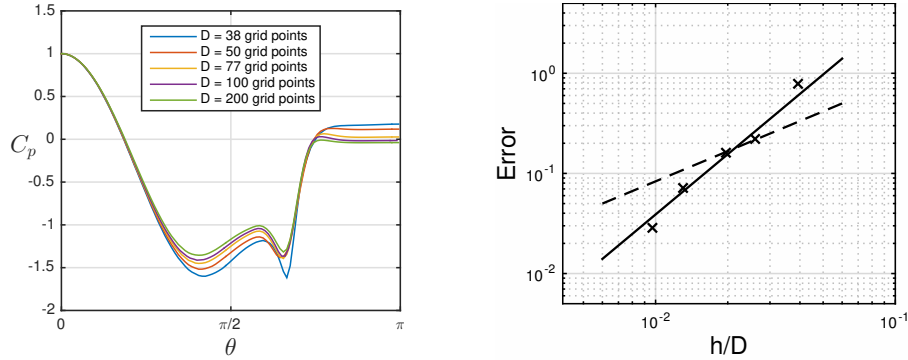 1.5
1
0.5
0
-0.5
-1
-1.5
-2
C_p
D = 38 grid points
D = 50 grid points
D = 77 grid points
D = 100 grid points
D = 200 grid points
0
π/2
π
θ
Error
10^0
10^-1
10^-2
10^-2
10^-1
h/D